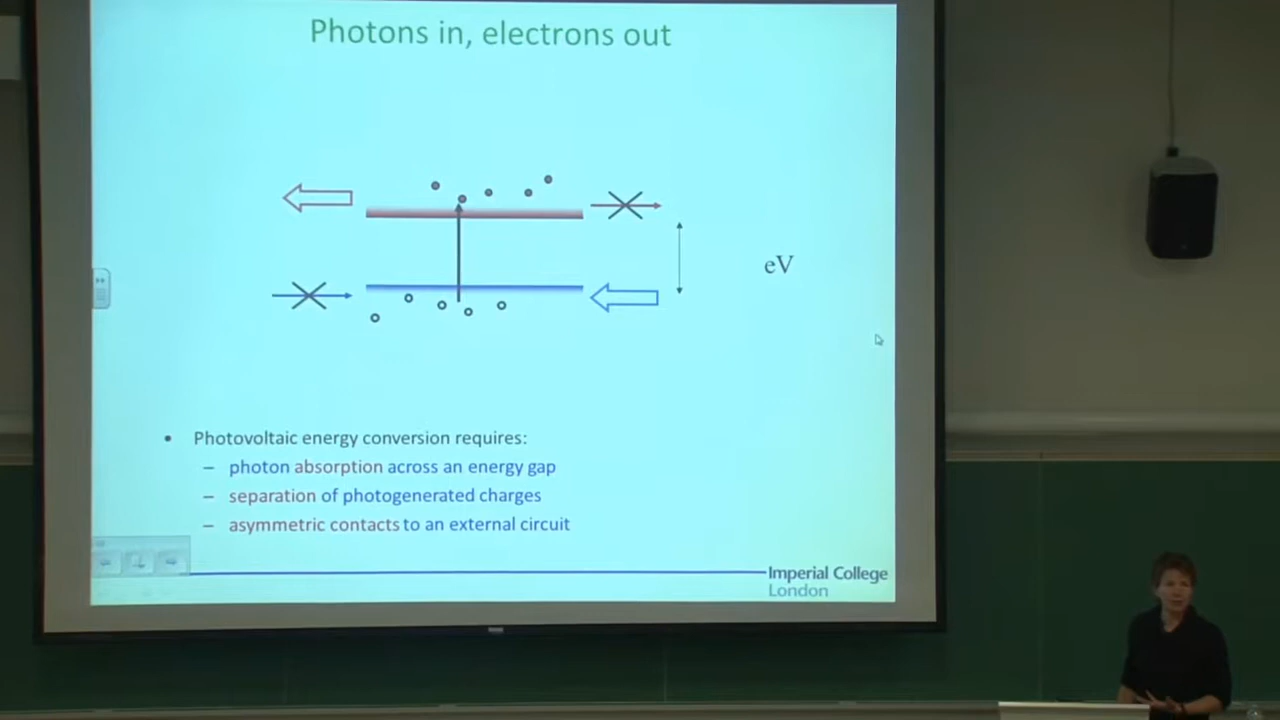 Photons in, electrons out
eV
• Photovoltaic energy conversion requires:
– photon absorption across an energy gap
– separation of photogenerated charges
– asymmetric contacts to an external circuit
Imperial College
London